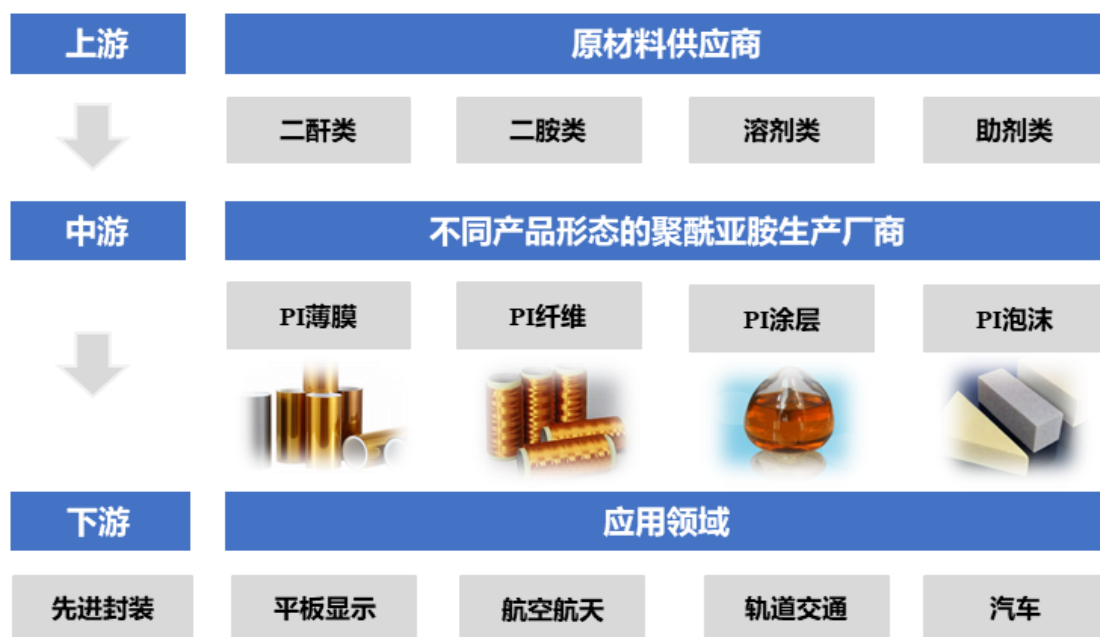 上游
原材料供应商
二酐类
二胺类
溶剂类
助剂类
中游
不同产品形态的聚酰亚胺生产厂商
PI薄膜
PI纤维
PI涂层
PI泡沫
下游
应用领域
先进封装
平板显示
航空航天
轨道交通
汽车